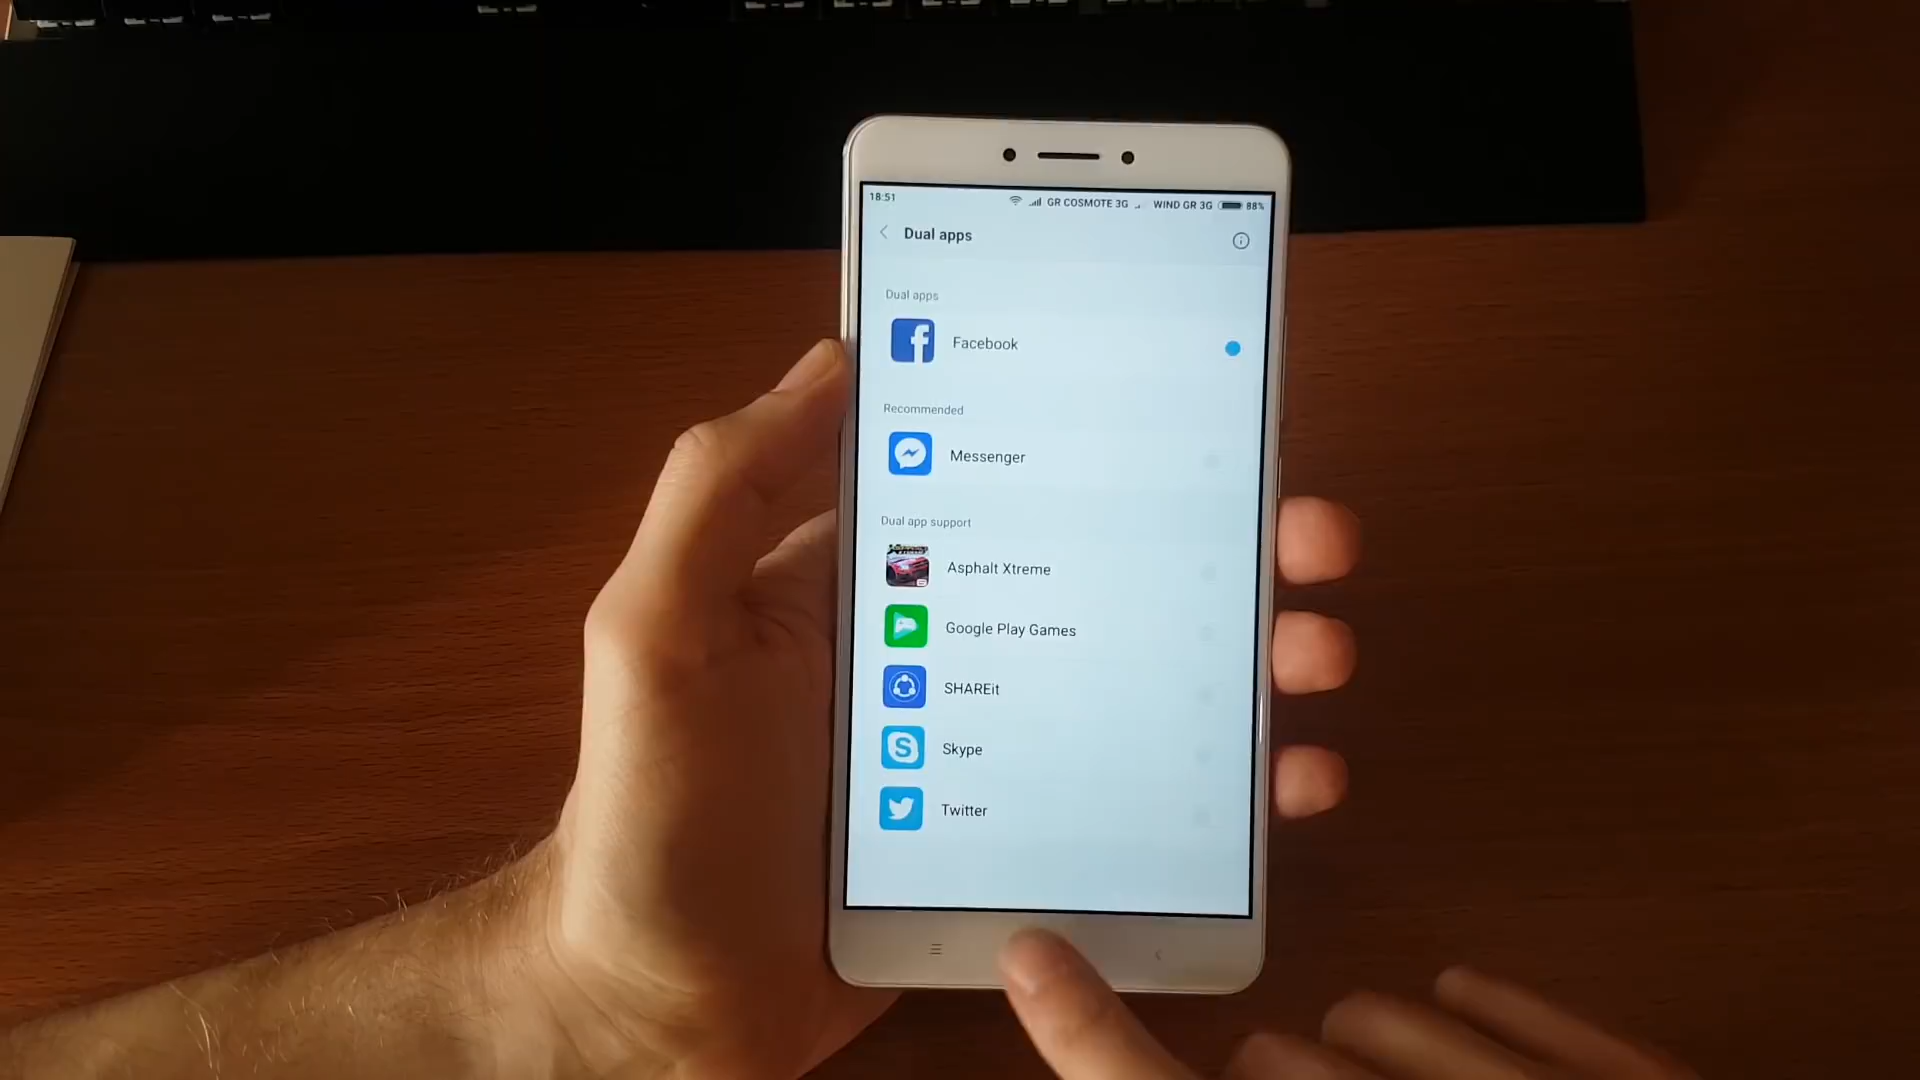 18:51 GR COSMOTE 3G WIND GR 3G 88%
Dual apps
Dual apps
Facebook
Recommended
Messenger
Dual app support
Asphalt Xtreme
Google Play Games
SHAREit
Skype
Twitter